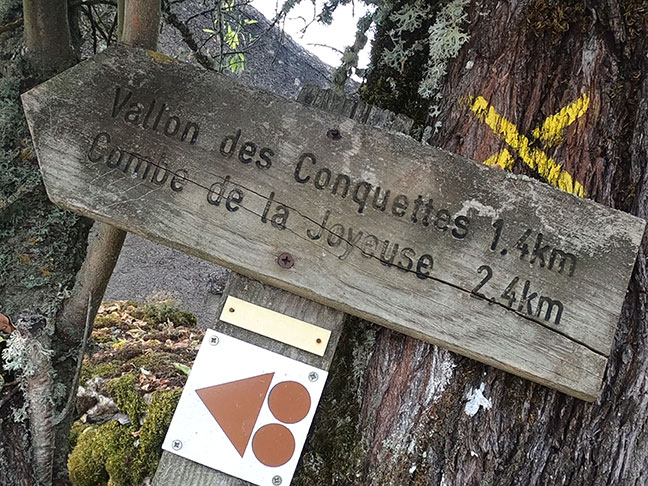 Vallon des Conquettes 1.4km
Combe de la Joyeuse 2.4km